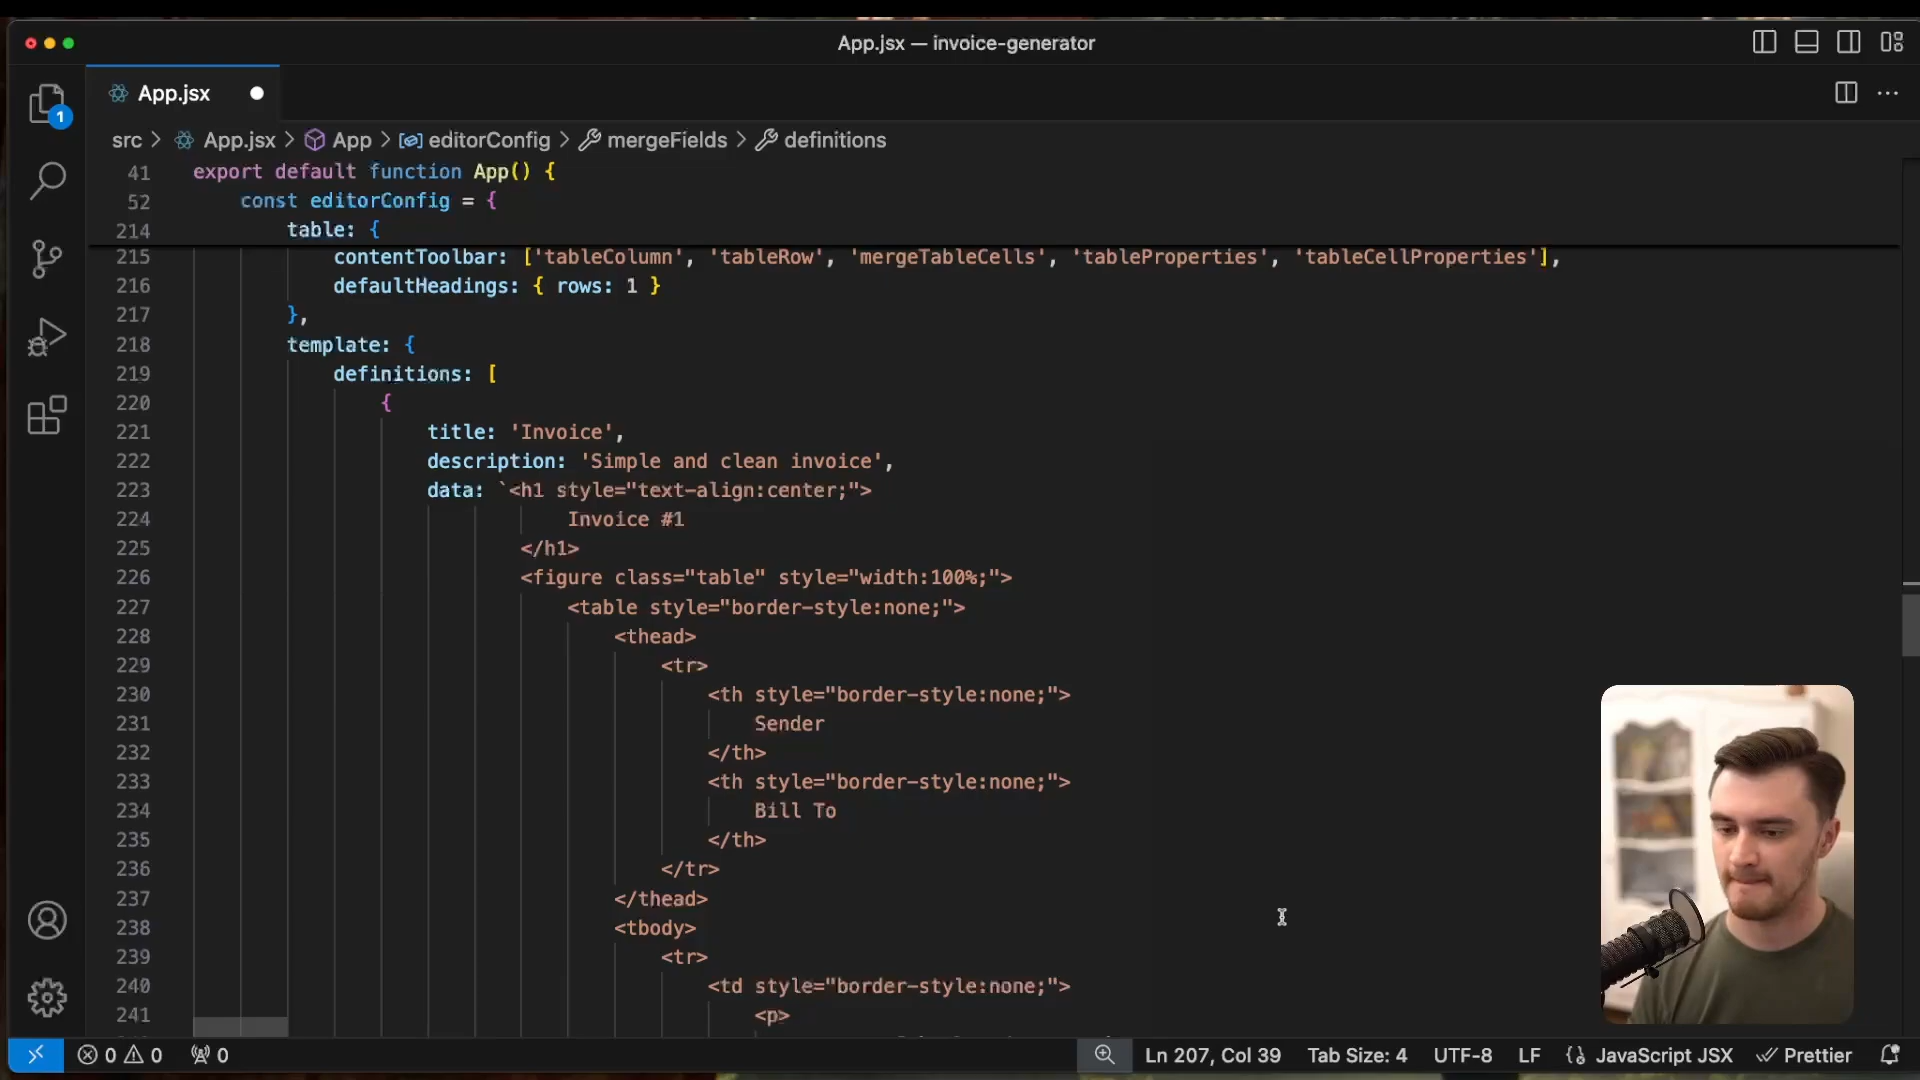 App.jsx — invoice-generator
1
App.jsx
src > App.jsx > App > editorConfig > mergeFields > definitions
41 export default function App() {
52 const editorConfig = {
214 table: {
215 contentToolbar: ['tableColumn', 'tableRow', 'mergeTableCells', 'tableProperties', 'tableCellProperties'],
216 defaultHeadings: { rows: 1 }
217 },
218 template: {
219 definitions: [
220 {
221 title: 'Invoice',
222 description: 'Simple and clean invoice',
223 data: `<h1 style="text-align:center;">
224 Invoice #1
225 </h1>
226 <figure class="table" style="width:100%;">
227 <table style="border-style:none;">
228 <thead>
229 <tr>
230 <th style="border-style:none;">
231 Sender
232 </th>
233 <th style="border-style:none;">
234 Bill To
235 </th>
236 </tr>
237 </thead>
238 <tbody>
239 <tr>
240 <td style="border-style:none;">
241 <p>
0 0 0 Ln 207, Col 39 Tab Size: 4 UTF-8 LF JavaScript JSX Prettier